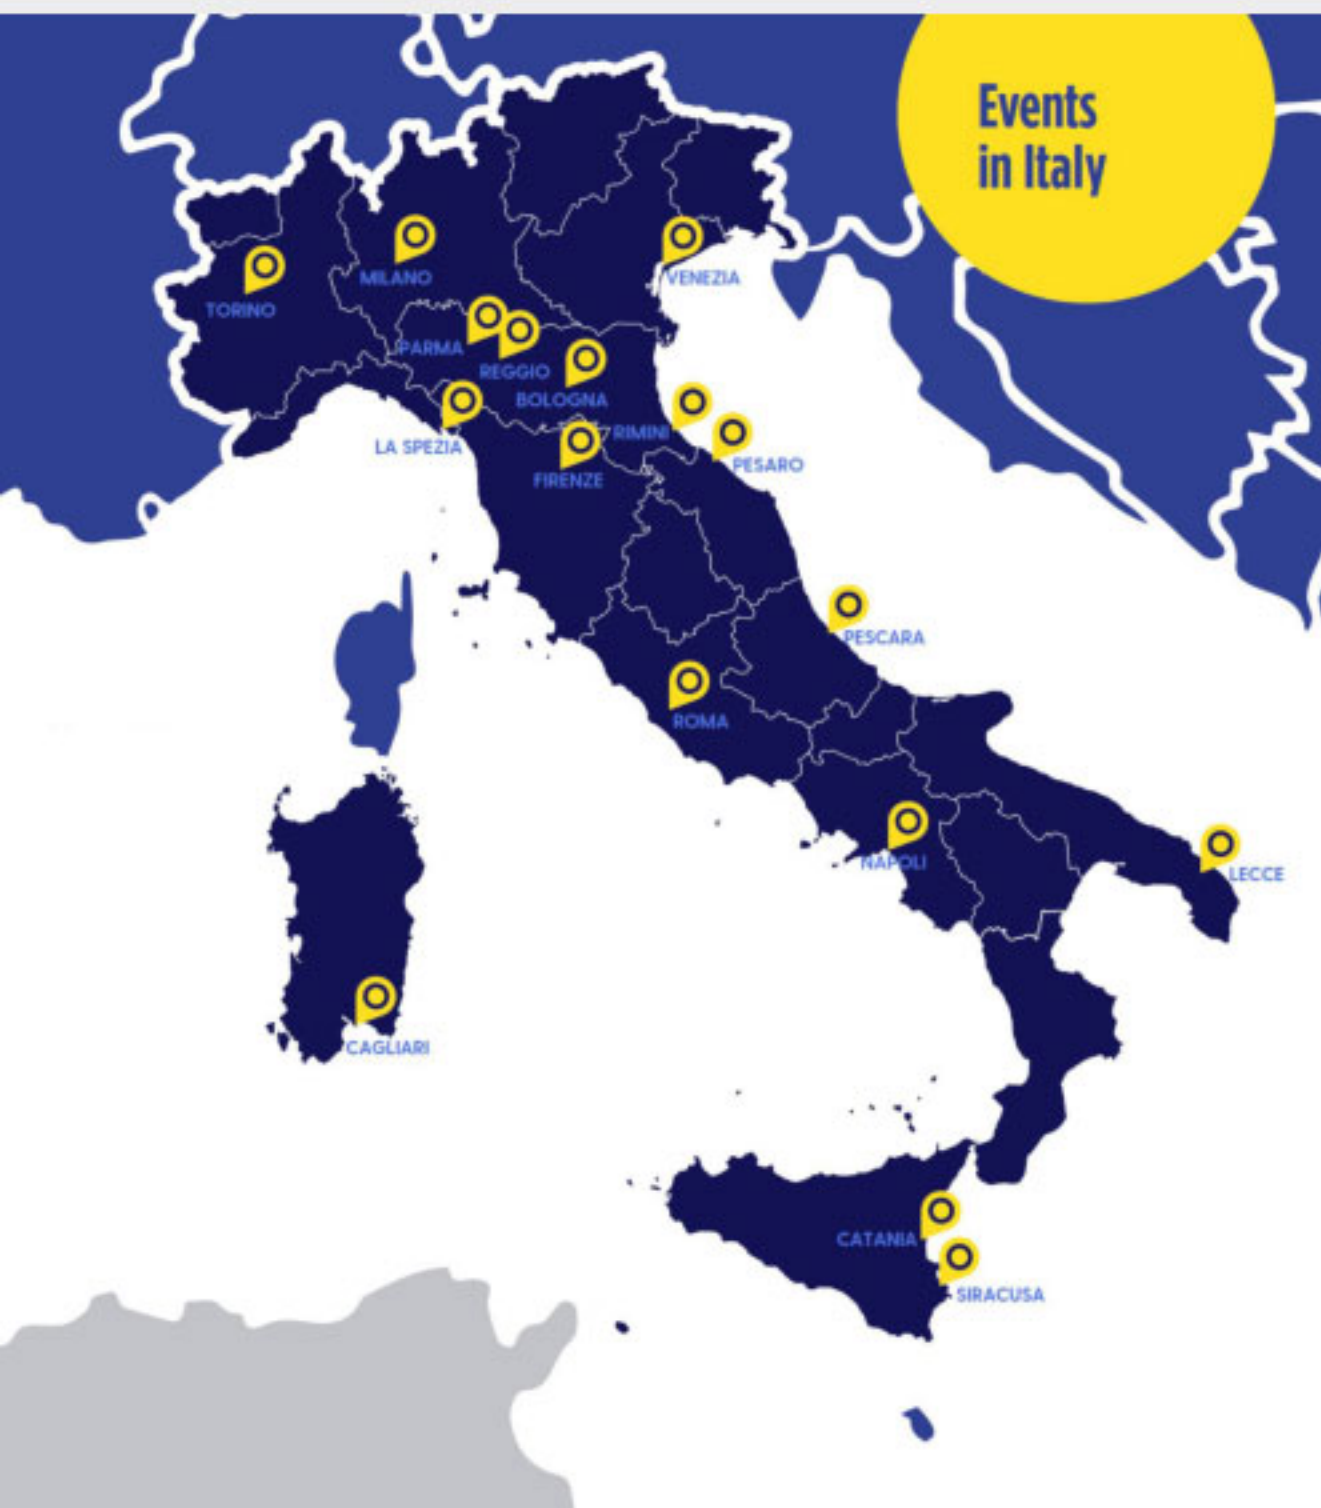 Events
in Italy
MILANO
VENEZIA
TORINO
PARMA
REGGIO
BOLOGNA
RIMINI
LA SPEZIA
PESARO
FIRENZE
PESCARA
ROMA
NAPOLI
LECCE
CAGLIARI
CATANIA
SIRACUSA